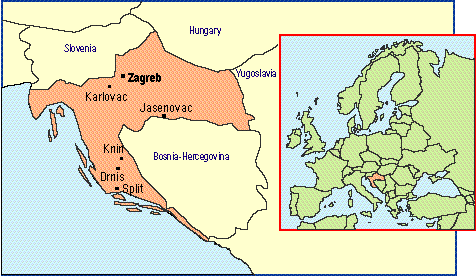 Hungary
Slovenia
Zagreb
Yugoslavia
Karlovac
Jasenovac
Knin
Bosnia-Hercegovina
Drnis
Split